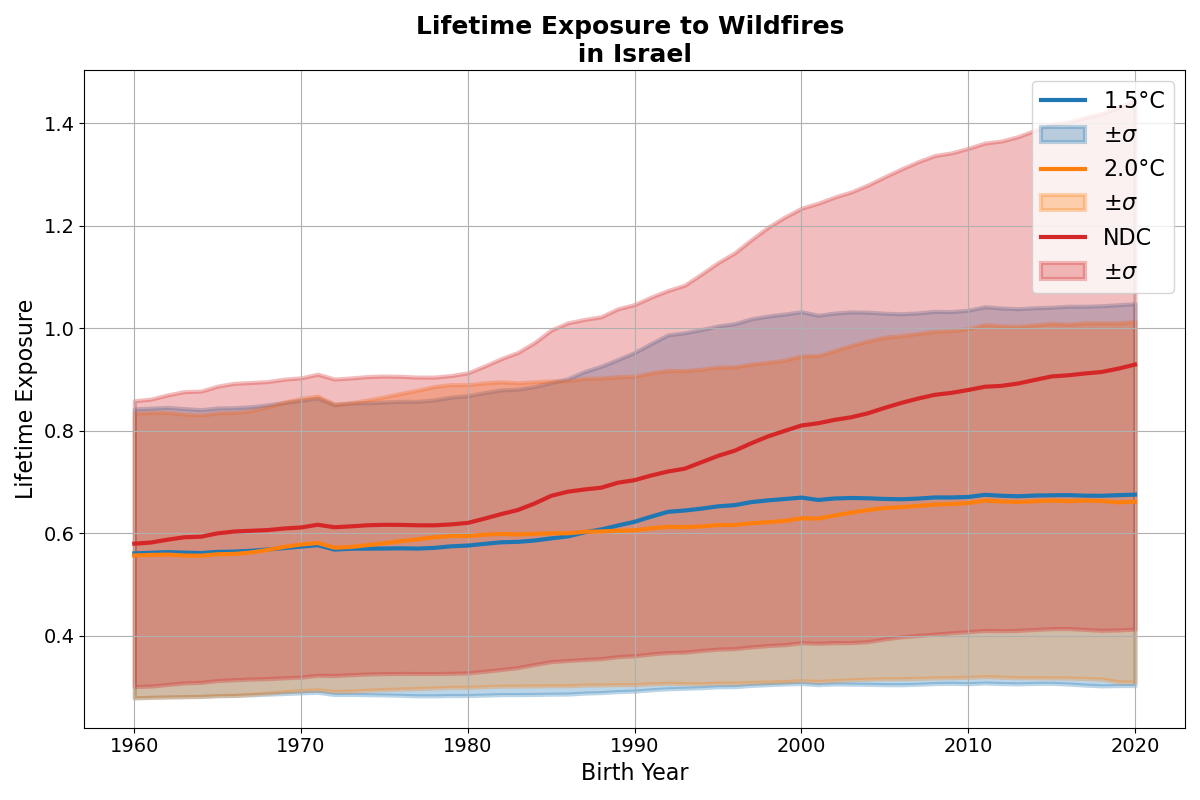 Lifetime Exposure to Wildfires
in Israel
1.5°C
±σ
2.0°C
±σ
NDC
±σ
Lifetime Exposure
1.4
1.2
1.0
0.8
0.6
0.4
1960 1970 1980 1990 2000 2010 2020
Birth Year